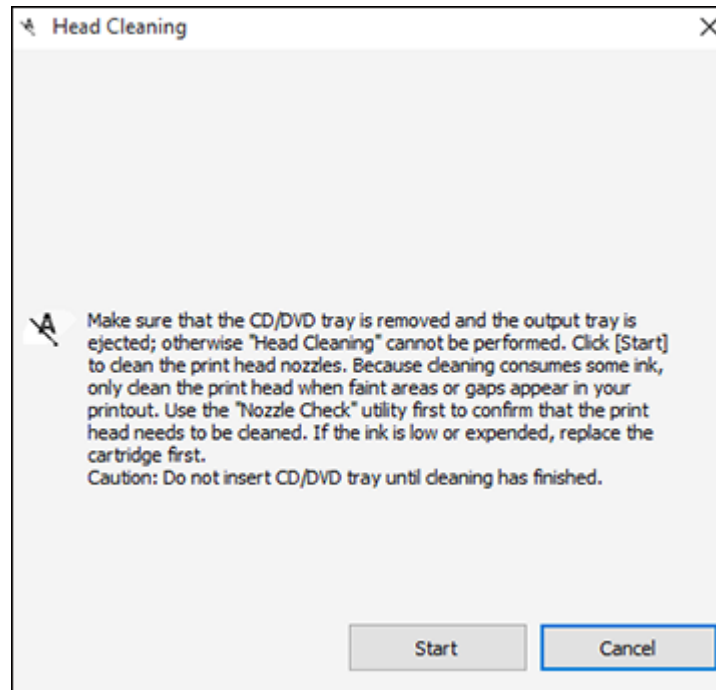 Head Cleaning
Make sure that the CD/DVD tray is removed and the output tray is
ejected; otherwise "Head Cleaning" cannot be performed. Click [Start]
to clean the print head nozzles. Because cleaning consumes some ink,
only clean the print head when faint areas or gaps appear in your
printout. Use the "Nozzle Check" utility first to confirm that the print
head needs to be cleaned. If the ink is low or expended, replace the
cartridge first.
Caution: Do not insert CD/DVD tray until cleaning has finished.
Start
Cancel